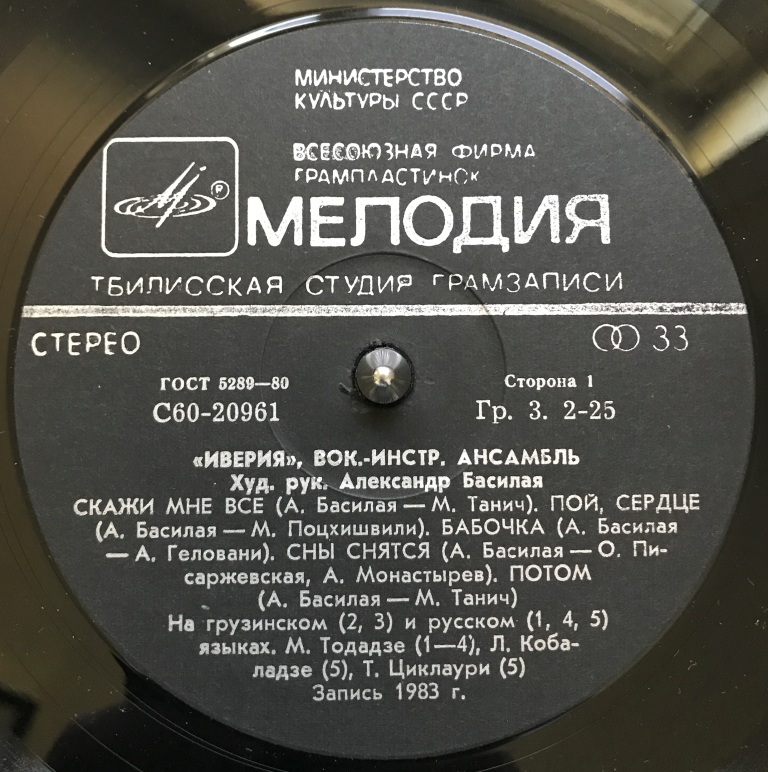 МИНИСТЕРСТВО
КУЛЬТУРЫ СССР
ВСЕСОЮЗНАЯ ФИРМА
ГРАМПЛАСТИНОК
®
МЕЛОДИЯ
ТБИЛИССКАЯ СТУДИЯ ГРАМЗАПИСИ
СТЕРЕО
33
ГОСТ 5289—80
Сторона 1
С60-20961
Гр. 3. 2-25
«ИВЕРИЯ», ВОК.-ИНСТР. АНСАМБЛЬ
Худ. рук. Александр Басилая
СКАЖИ МНЕ ВСЕ (А. Басилая — М. Танич). ПОЙ, СЕРДЦЕ
(А. Басилая — М. Поцхишвили). БАБОЧКА (А. Басилая
— А. Геловани). СНЫ СНЯТСЯ (А. Басилая — О. Пи-
саржевская, А. Монастырев). ПОТОМ
(А. Басилая — М. Танич)
На грузинском (2, 3) и русском (1, 4, 5)
языках. М. Тодадзе (1—4), Л. Коба-
ладзе (5), Т. Циклаури (5)
Запись 1983 г.